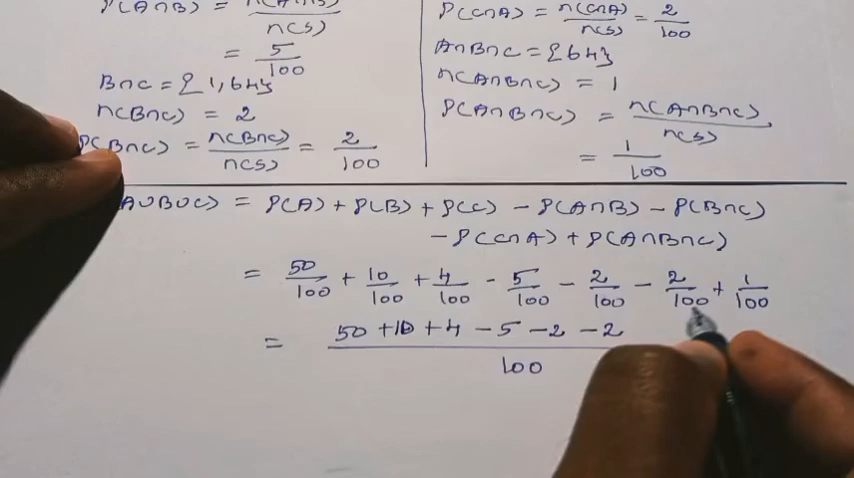 P(A∩B) = n(A∩B)/n(S)
= 5/100
B∩C = {1,64}
n(B∩C) = 2
P(B∩C) = n(B∩C)/n(S) = 2/100
P(C∩A) = n(C∩A)/n(S) = 2/100
A∩B∩C = {64}
n(A∩B∩C) = 1
P(A∩B∩C) = n(A∩B∩C)/n(S)
= 1/100
A∪B∪C) = P(A) + P(B) + P(C) - P(A∩B) - P(B∩C)
- P(C∩A) + P(A∩B∩C)
= 50/100 + 10/100 + 4/100 - 5/100 - 2/100 - 2/100 + 1/100
= 50 + 10 + 4 - 5 - 2 - 2 / 100